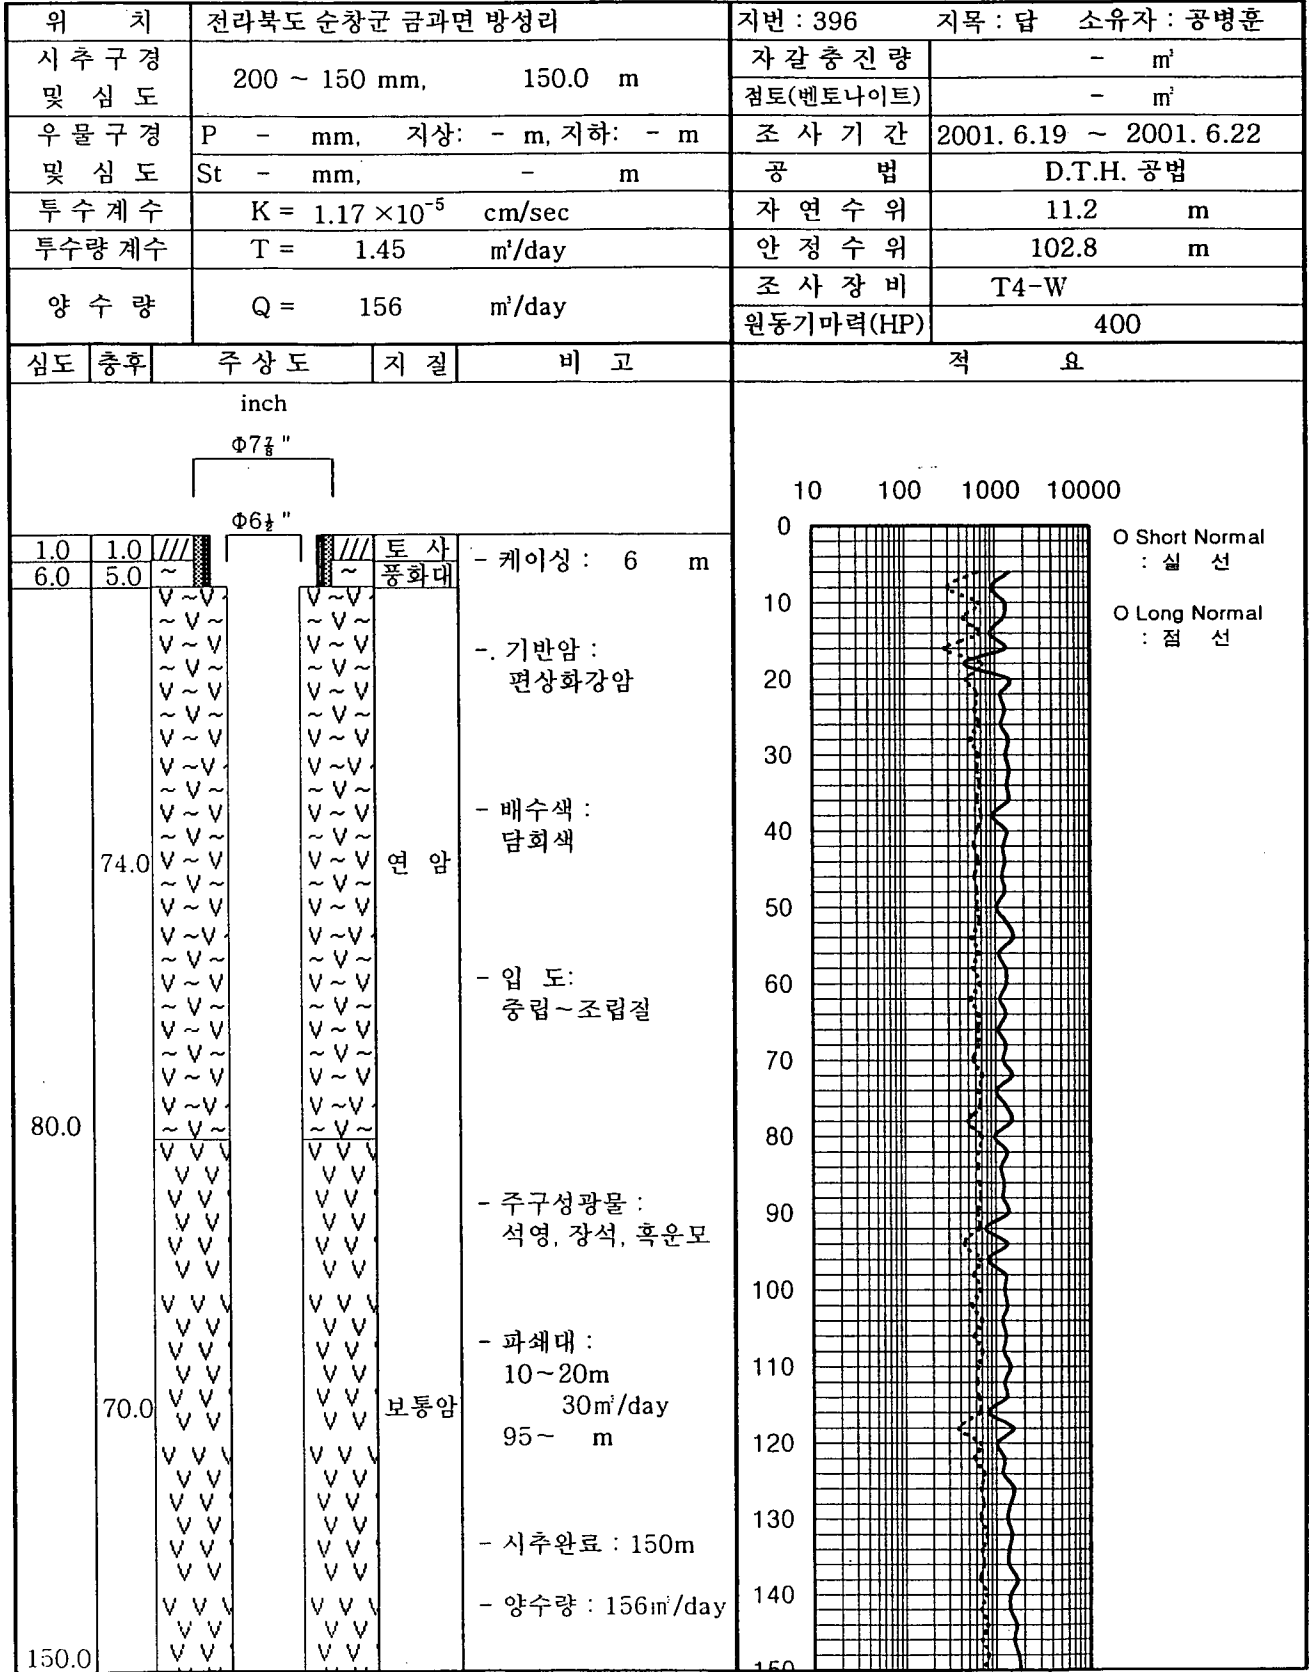 위 치 전라북도 순창군 금과면 방성리 지번 : 396 지목 : 답 소유자 : 공병훈
시추구경 및 심도 200 ~ 150 mm, 150.0 m
자갈충진량 - ㎥
점토(벤토나이트) - ㎥
우물구경 및 심도 P - mm, 지상: - m, 지하: - m
St - mm, - m
조사기간 2001. 6.19 ~ 2001. 6.22
공 법 D.T.H. 공법
투수계수 K = 1.17 ×10⁻⁵ cm/sec
자연수위 11.2 m
투수량 계수 T = 1.45 ㎡/day
안정수위 102.8 m
양수량 Q = 156 ㎥/day
조사장비 T4-W
원동기마력(HP) 400
심도 층후 주상도 지질 비고 적요
inch
Φ7⅞ "
Φ6½ "
1.0 1.0 /// /// 토 사
6.0 5.0 ~ ~ 풍화대
- 케이싱 : 6 m
-. 기반암 :
편상화강암
- 배수색 :
담회색
74.0 연 암
- 입 도:
중립~조립질
80.0
- 주구성광물 :
석영, 장석, 흑운모
- 파쇄대 :
10~20m
30㎥/day
95~ m
70.0 보통암
- 시추완료 : 150m
- 양수량 : 156㎥/day
150.0
10 100 1000 10000
0
10
20
30
40
50
60
70
80
90
100
110
120
130
140
150
O Short Normal
: 실 선
O Long Normal
: 점 선